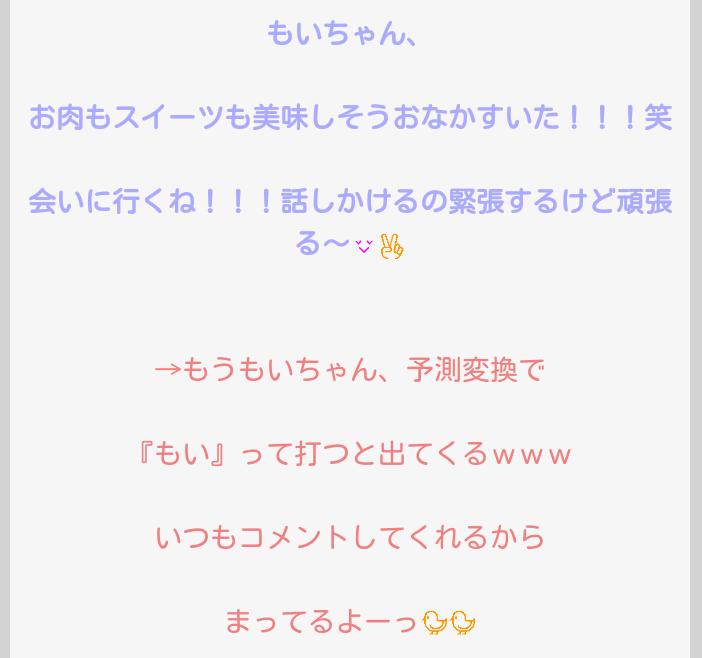 もいちゃん、
お肉もスイーツも美味しそうおなかすいた！！！笑
会いに行くね！！！話しかけるの緊張するけど頑張
る〜
→もうもいちゃん、予測変換で
『もい』って打つと出てくるｗｗｗ
いつもコメントしてくれるから
まってるよーっ